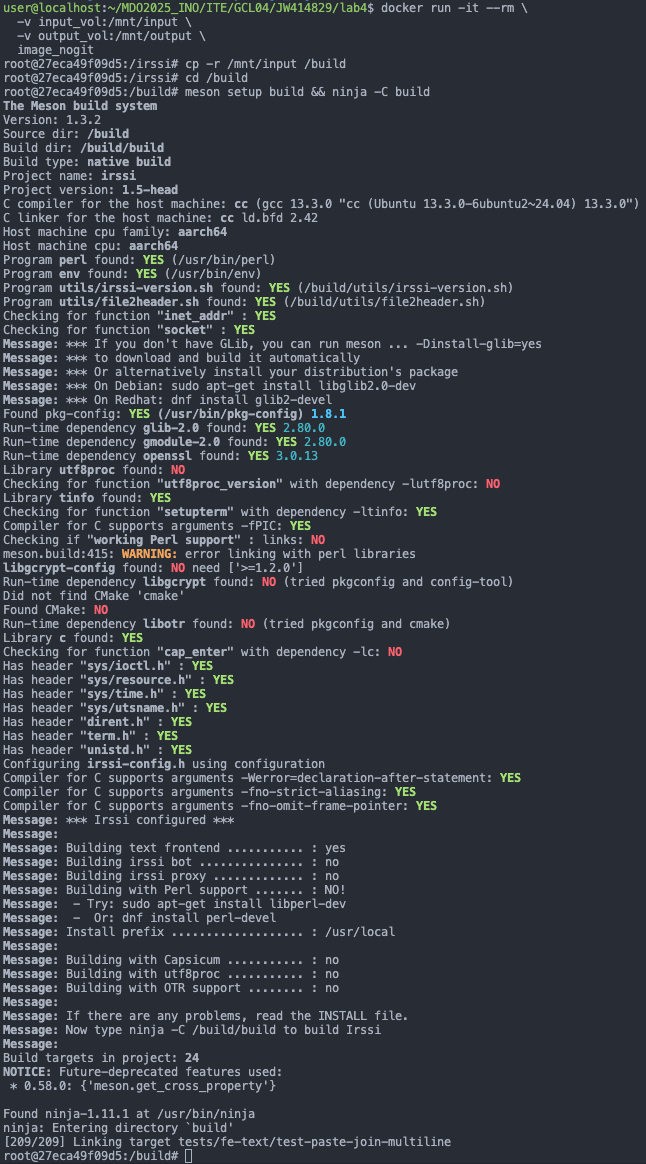 user@localhost:~/MDO2025_INO/ITE/GCL04/JW414829/lab4$ docker run -it --rm \
  -v input_vol:/mnt/input \
  -v output_vol:/mnt/output \
  image_nogit
root@27eca49f09d5:/irssi# cp -r /mnt/input /build
root@27eca49f09d5:/irssi# cd /build
root@27eca49f09d5:/build# meson setup build && ninja -C build
The Meson build system
Version: 1.3.2
Source dir: /build
Build dir: /build/build
Build type: native build
Project name: irssi
Project version: 1.5-head
C compiler for the host machine: cc (gcc 13.3.0 "cc (Ubuntu 13.3.0-6ubuntu2~24.04) 13.3.0")
C linker for the host machine: cc ld.bfd 2.42
Host machine cpu family: aarch64
Host machine cpu: aarch64
Program perl found: YES (/usr/bin/perl)
Program env found: YES (/usr/bin/env)
Program utils/irssi-version.sh found: YES (/build/utils/irssi-version.sh)
Program utils/file2header.sh found: YES (/build/utils/file2header.sh)
Checking for function "inet_addr" : YES
Checking for function "socket" : YES
Message: *** If you don't have GLib, you can run meson ... -Dinstall-glib=yes
Message: *** to download and build it automatically
Message: *** Or alternatively install your distribution's package
Message: *** On Debian: sudo apt-get install libglib2.0-dev
Message: *** On Redhat: dnf install glib2-devel
Found pkg-config: YES (/usr/bin/pkg-config) 1.8.1
Run-time dependency glib-2.0 found: YES 2.80.0
Run-time dependency gmodule-2.0 found: YES 2.80.0
Run-time dependency openssl found: YES 3.0.13
Library utf8proc found: NO
Checking for function "utf8proc_version" with dependency -lutf8proc: NO
Library tinfo found: YES
Checking for function "setupterm" with dependency -ltinfo: YES
Compiler for C supports arguments -fPIC: YES
Checking if "working Perl support" : links: NO
meson.build:415: WARNING: error linking with perl libraries
libgcrypt-config found: NO need ['>=1.2.0']
Run-time dependency libgcrypt found: NO (tried pkgconfig and config-tool)
Did not find CMake 'cmake'
Found CMake: NO
Run-time dependency libotr found: NO (tried pkgconfig and cmake)
Library c found: YES
Checking for function "cap_enter" with dependency -lc: NO
Has header "sys/ioctl.h" : YES
Has header "sys/resource.h" : YES
Has header "sys/time.h" : YES
Has header "sys/utsname.h" : YES
Has header "dirent.h" : YES
Has header "term.h" : YES
Has header "unistd.h" : YES
Configuring irssi-config.h using configuration
Compiler for C supports arguments -Werror=declaration-after-statement: YES
Compiler for C supports arguments -fno-strict-aliasing: YES
Compiler for C supports arguments -fno-omit-frame-pointer: YES
Message: *** Irssi configured ***
Message:
Message: Building text frontend ........... : yes
Message: Building irssi bot ............... : no
Message: Building irssi proxy ............. : no
Message: Building with Perl support ....... : NO!
Message:  - Try: sudo apt-get install libperl-dev
Message:  -  Or: dnf install perl-devel
Message: Install prefix ................... : /usr/local
Message:
Message: Building with Capsicum ........... : no
Message: Building with utf8proc ........... : no
Message: Building with OTR support ........ : no
Message:
Message: If there are any problems, read the INSTALL file.
Message: Now type ninja -C /build/build to build Irssi
Message:
Build targets in project: 24
NOTICE: Future-deprecated features used:
 * 0.58.0: {'meson.get_cross_property'}

Found ninja-1.11.1 at /usr/bin/ninja
ninja: Entering directory `build'
[209/209] Linking target tests/fe-text/test-paste-join-multiline
root@27eca49f09d5:/build#